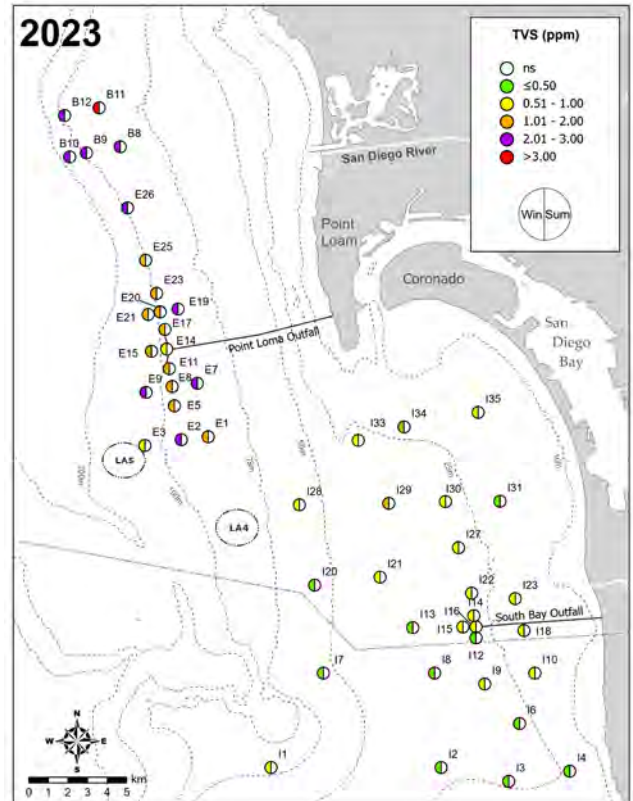 2023
TVS (ppm)
ns
≤0.50
0.51 - 1.00
1.01 - 2.00
2.01 - 3.00
>3.00
Win Sum
B12
B11
B10
B9
B8
San Diego River
E26
Point
Loam
Coronado
E25
E23
E20
E19
E21
E17
San
Diego
Bay
E14
Point Loma Outfall
E15
E11
E7
E9
E8
E5
I35
I34
I33
E3
E2
E1
LA5
I28
I29
I30
I31
LA4
I27
I21
I20
I22
I23
I14
I16
South Bay Outfall
I13
I15
I18
I12
I7
I8
I9
I10
I6
N
W E
S
I1
I2
I3
I4
0 1 2 3 4 5
km